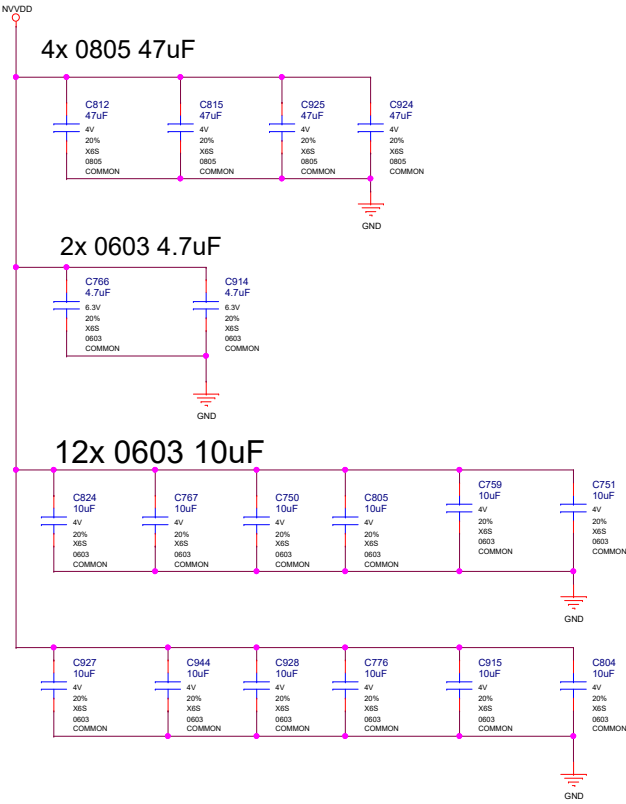 NVVDD
4x 0805 47uF
C812
47uF
4V
20%
X6S
0805
COMMON
C815
47uF
4V
20%
X6S
0805
COMMON
C925
47uF
4V
20%
X6S
0805
COMMON
C924
47uF
4V
20%
X6S
0805
COMMON
GND
2x 0603 4.7uF
C766
4.7uF
6.3V
20%
X6S
0603
COMMON
C914
4.7uF
6.3V
20%
X6S
0603
COMMON
GND
12x 0603 10uF
C824
10uF
4V
20%
X6S
0603
COMMON
C767
10uF
4V
20%
X6S
0603
COMMON
C750
10uF
4V
20%
X6S
0603
COMMON
C805
10uF
4V
20%
X6S
0603
COMMON
C759
10uF
4V
20%
X6S
0603
COMMON
C751
10uF
4V
20%
X6S
0603
COMMON
GND
C927
10uF
4V
20%
X6S
0603
COMMON
C944
10uF
4V
20%
X6S
0603
COMMON
C928
10uF
4V
20%
X6S
0603
COMMON
C776
10uF
4V
20%
X6S
0603
COMMON
C915
10uF
4V
20%
X6S
0603
COMMON
C804
10uF
4V
20%
X6S
0603
COMMON
GND